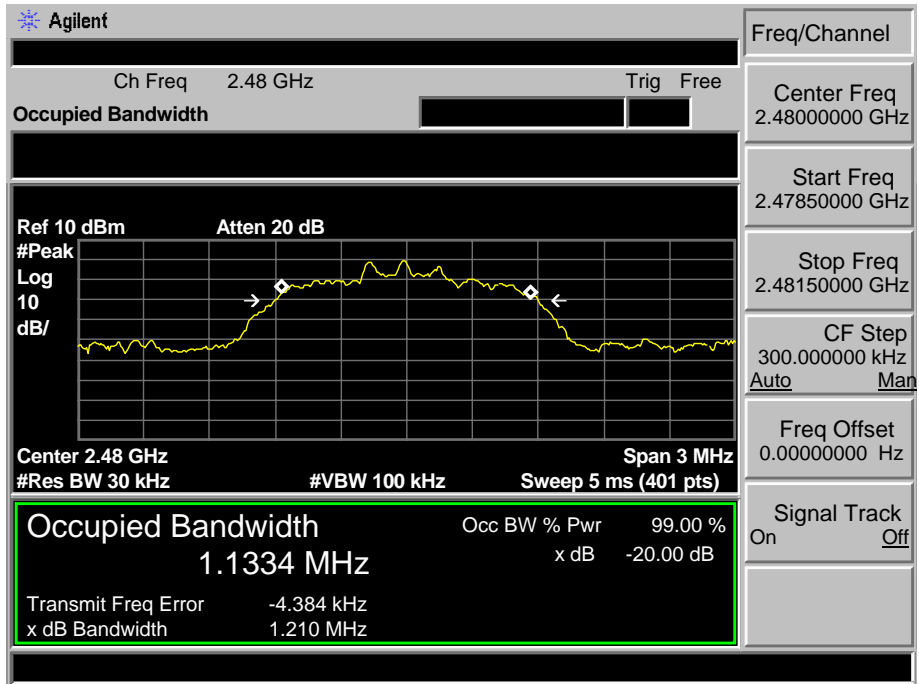 Agilent
Ch Freq 2.48 GHz Trig Free
Occupied Bandwidth
Ref 10 dBm Atten 20 dB
#Peak
Log
10
dB/
Center 2.48 GHz Span 3 MHz
#Res BW 30 kHz #VBW 100 kHz Sweep 5 ms (401 pts)
Occupied Bandwidth
1.1334 MHz
Occ BW % Pwr 99.00 %
x dB -20.00 dB
Transmit Freq Error -4.384 kHz
x dB Bandwidth 1.210 MHz
Freq/Channel
Center Freq
2.48000000 GHz
Start Freq
2.47850000 GHz
Stop Freq
2.48150000 GHz
CF Step
300.000000 kHz
Auto Man
Freq Offset
0.00000000 Hz
Signal Track
On Off